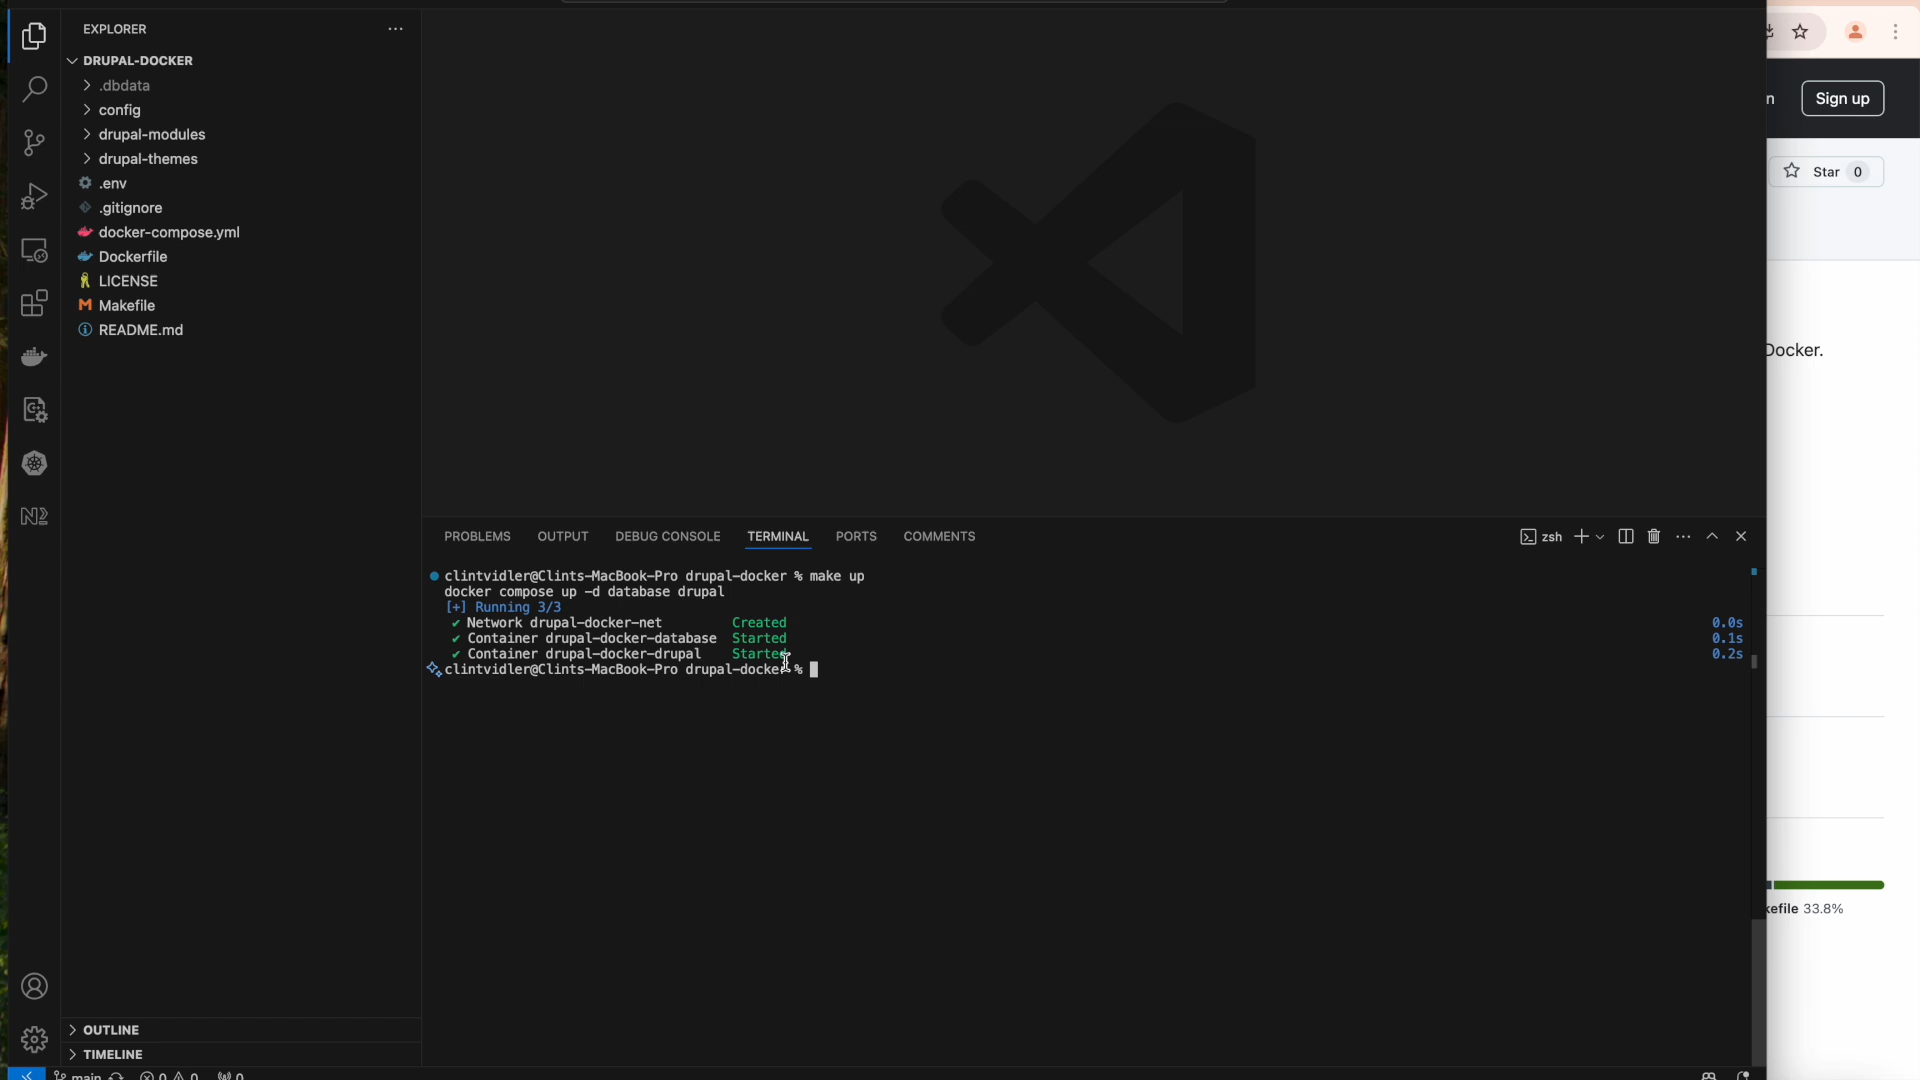 EXPLORER
DRUPAL-DOCKER
.dbdata
config
drupal-modules
drupal-themes
.env
.gitignore
docker-compose.yml
Dockerfile
LICENSE
Makefile
README.md
OUTLINE
TIMELINE
main 0 0 0
PROBLEMS OUTPUT DEBUG CONSOLE TERMINAL PORTS COMMENTS
zsh
clintvidler@Clints-MacBook-Pro drupal-docker % make up
docker compose up -d database drupal
[+] Running 3/3
✔ Network drupal-docker-net Created 0.0s
✔ Container drupal-docker-database Started 0.1s
✔ Container drupal-docker-drupal Started 0.2s
clintvidler@Clints-MacBook-Pro drupal-docker %
n Sign up
Star 0
Docker.
kefile 33.8%